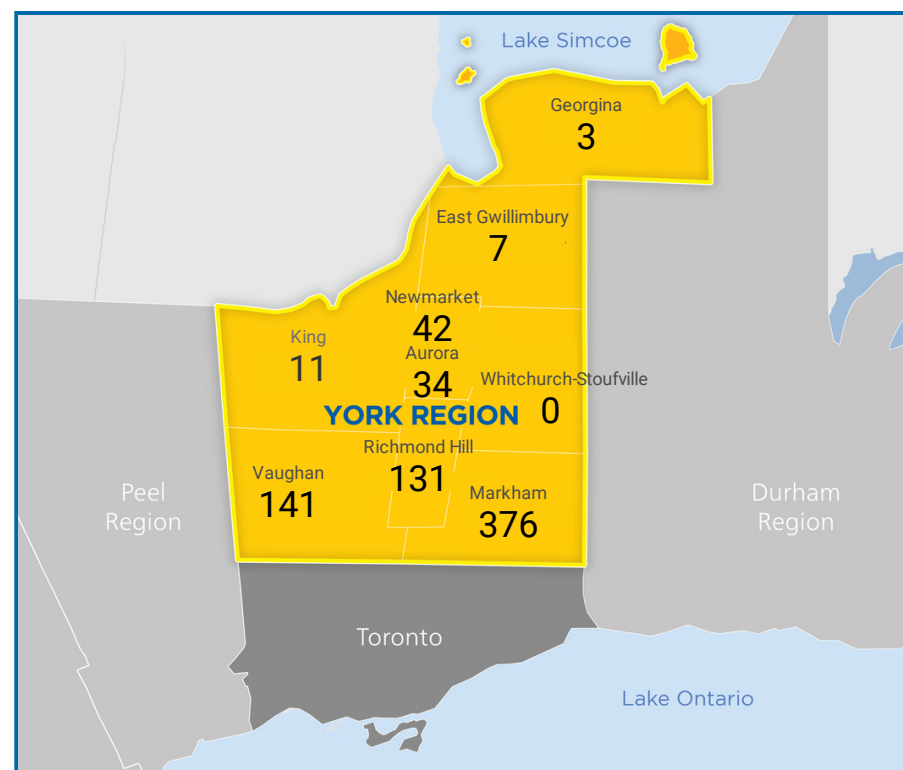 Lake Simcoe
Georgina
3
East Gwillimbury
7
Newmarket
42
King
11
Aurora
34
Whitchurch-Stoufville
0
YORK REGION
Richmond Hill
131
Vaughan
141
Markham
376
Peel
Region
Durham
Region
Toronto
Lake Ontario